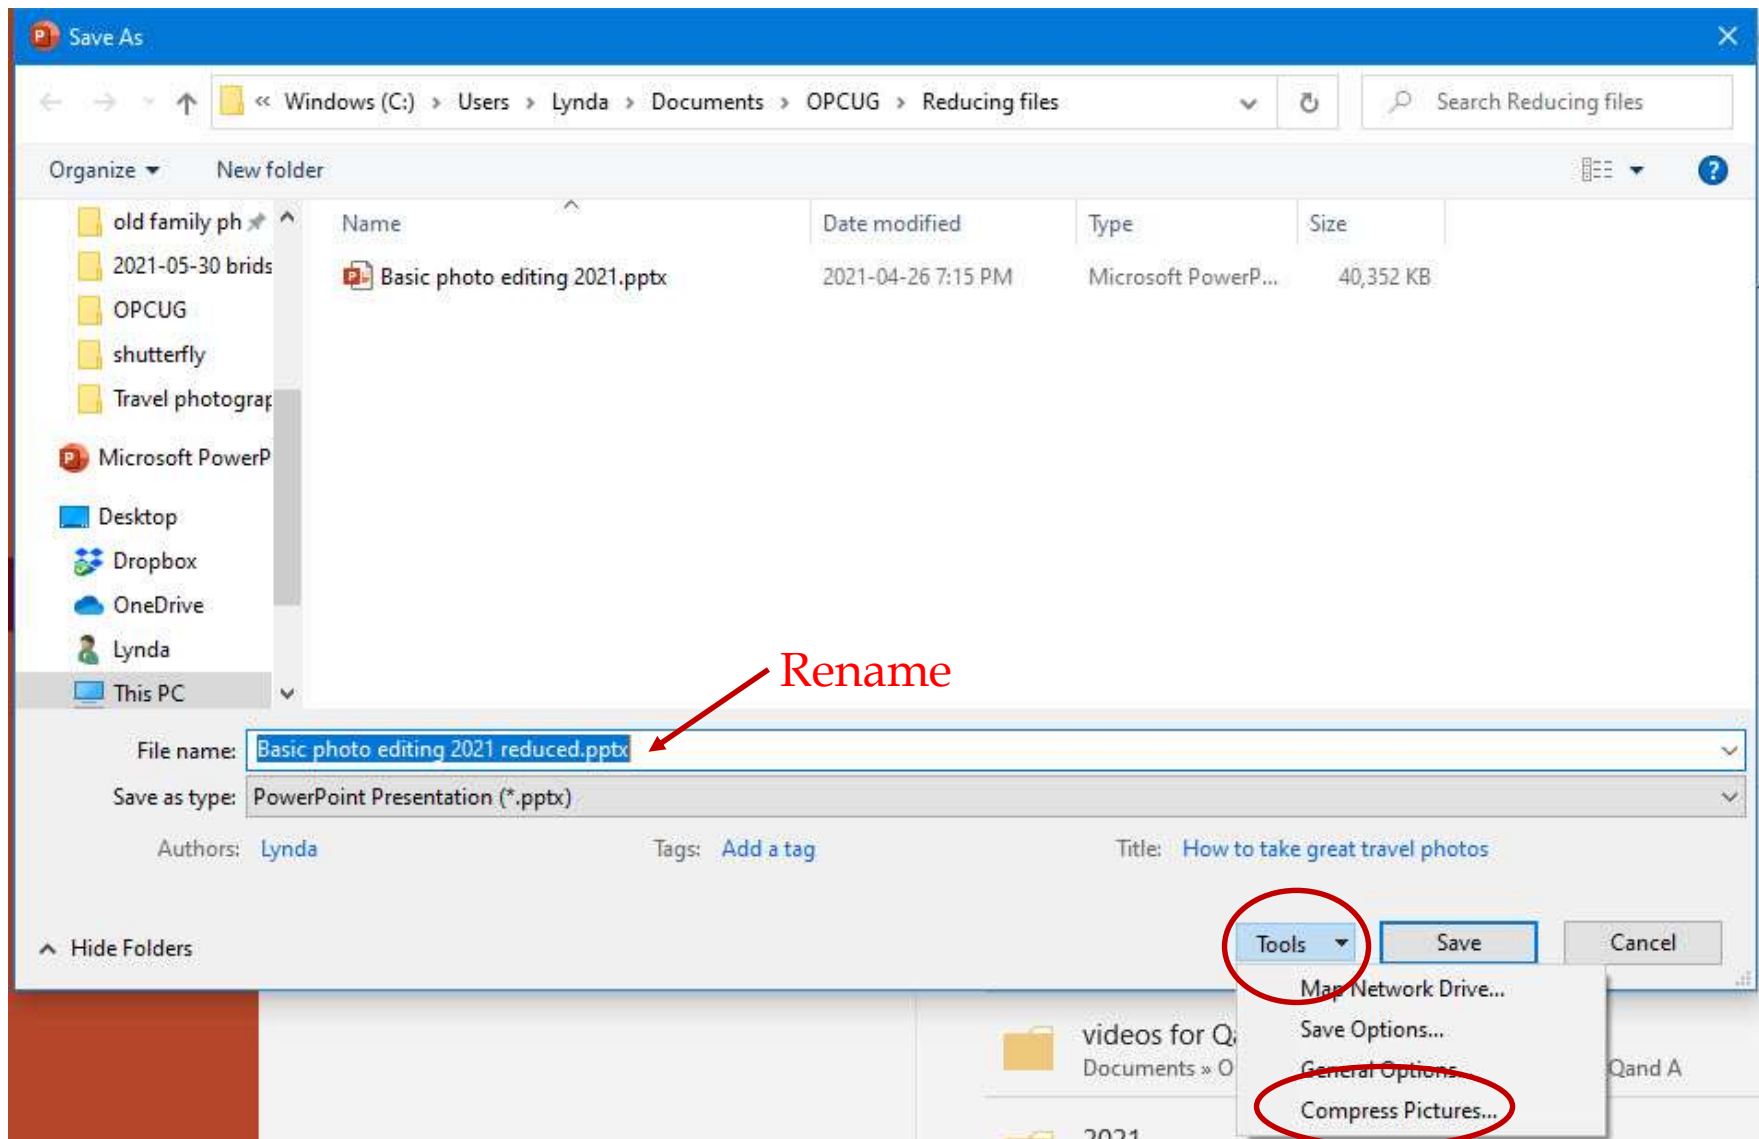 Save As
« Windows (C:) › Users › Lynda › Documents › OPCUG › Reducing files
Search Reducing files
Organize
New folder
old family ph
2021-05-30 brids
OPCUG
shutterfly
Travel photograp
Microsoft PowerP
Desktop
Dropbox
OneDrive
Lynda
This PC
Name Date modified Type Size
Basic photo editing 2021.pptx 2021-04-26 7:15 PM Microsoft PowerP... 40,352 KB
Rename
File name: Basic photo editing 2021 reduced.pptx
Save as type: PowerPoint Presentation (*.pptx)
Authors: Lynda Tags: Add a tag Title: How to take great travel photos
Hide Folders
Tools Save Cancel
Map Network Drive...
Save Options...
General Options...
Compress Pictures...
videos for Q
Documents » O
Qand A
2021